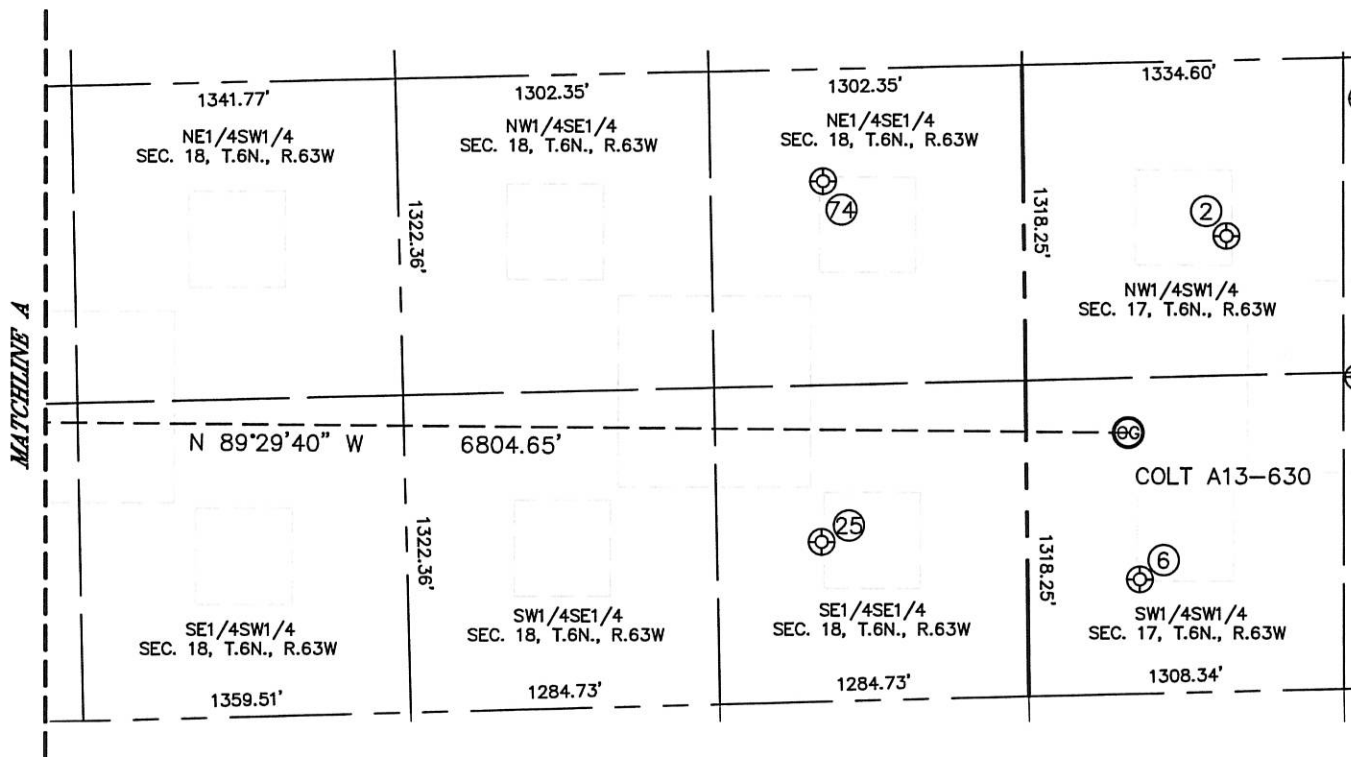 MATCHLINE A
1341.77'
1302.35'
1302.35'
1334.60'
NE1/4SW1/4
SEC. 18, T.6N., R.63W
NW1/4SE1/4
SEC. 18, T.6N., R.63W
NE1/4SE1/4
SEC. 18, T.6N., R.63W
74
2
1322.36'
1318.25'
NW1/4SW1/4
SEC. 17, T.6N., R.63W
N 89°29'40" W 6804.65'
OG
COLT A13-630
1322.36'
25
1318.25'
6
SE1/4SW1/4
SEC. 18, T.6N., R.63W
SW1/4SE1/4
SEC. 18, T.6N., R.63W
SE1/4SE1/4
SEC. 18, T.6N., R.63W
SW1/4SW1/4
SEC. 17, T.6N., R.63W
1359.51'
1284.73'
1284.73'
1308.34'